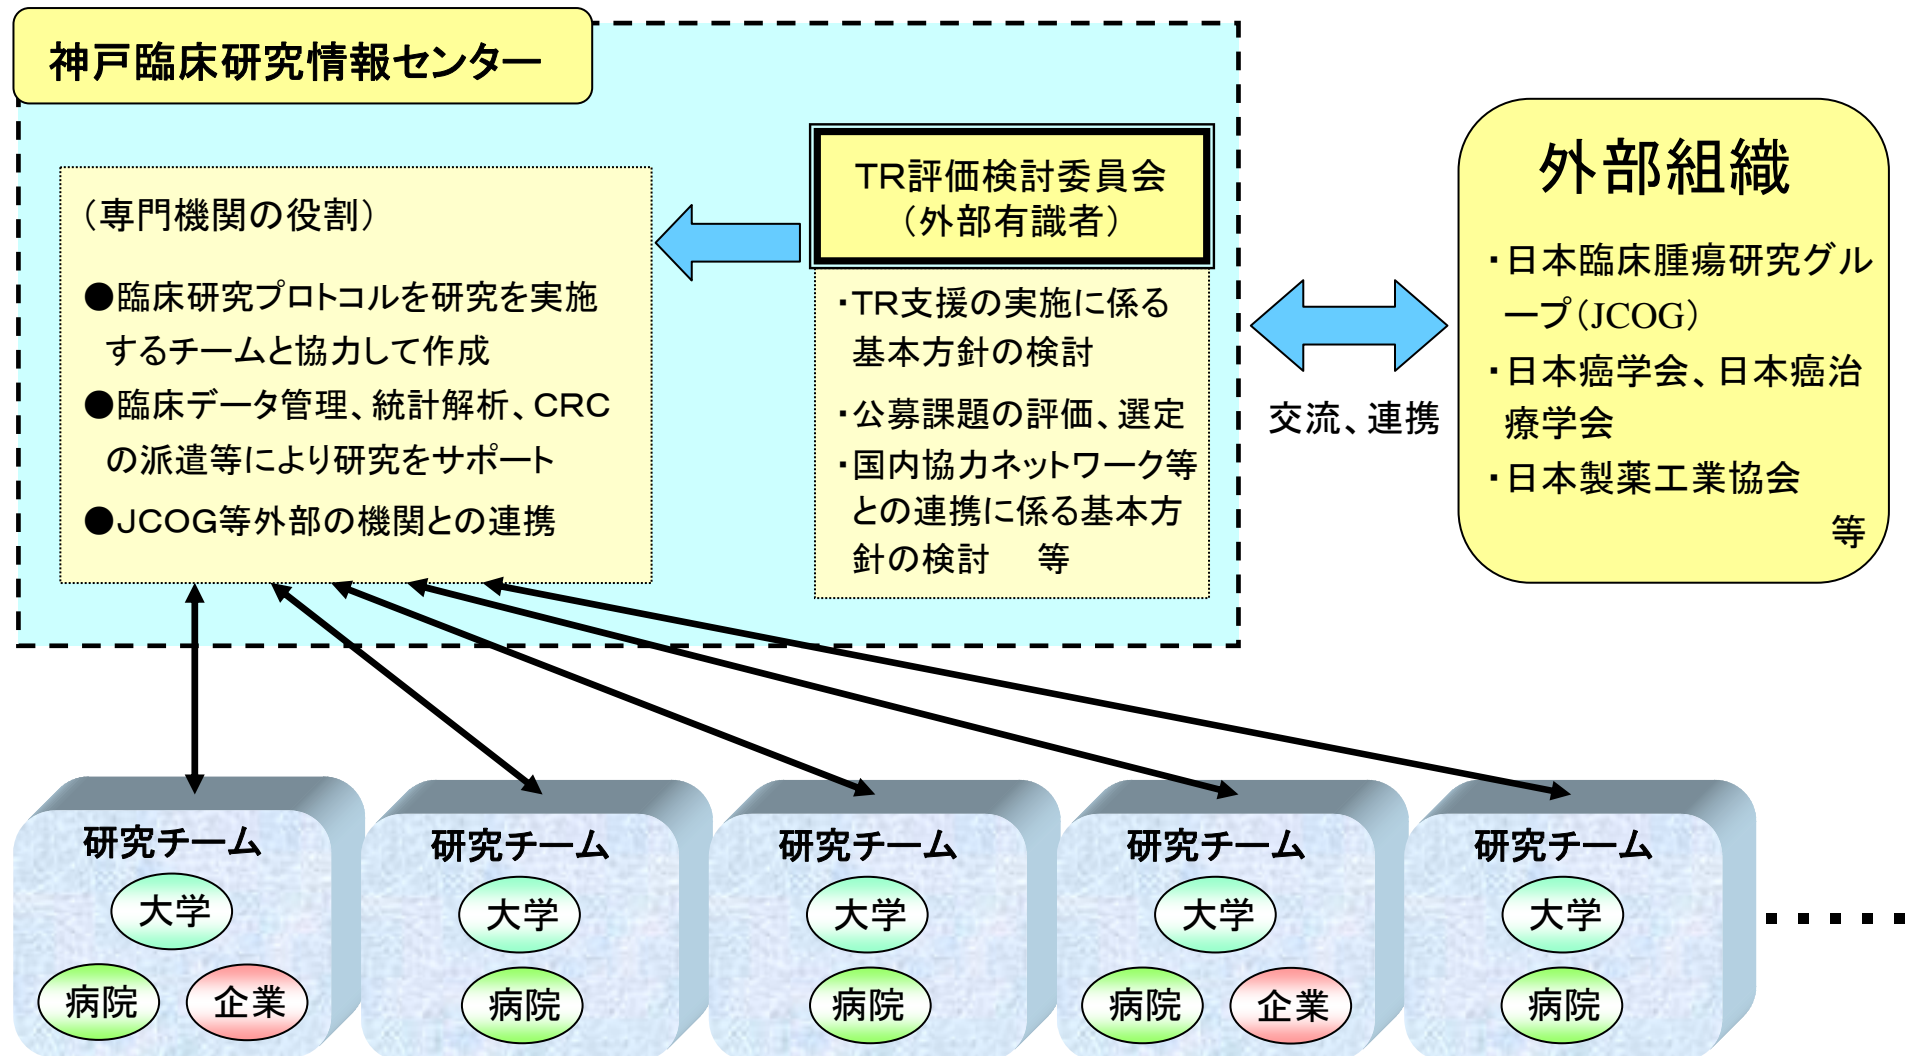 神戸臨床研究情報センター
（専門機関の役割）
●臨床研究プロトコルを研究を実施
するチームと協力して作成
●臨床データ管理、統計解析、ＣＲＣ
の派遣等により研究をサポート
●ＪＣＯＧ等外部の機関との連携
ＴＲ評価検討委員会
（外部有識者）
・ＴＲ支援の実施に係る
基本方針の検討
・公募課題の評価、選定
・国内協力ネットワーク等
との連携に係る基本方
針の検討　等
交流、連携
外部組織
・日本臨床腫瘍研究グル
ープ（JCOG）
・日本癌学会、日本癌治
療学会
・日本製薬工業協会
等
研究チーム
大学
病院 企業
研究チーム
大学
病院
研究チーム
大学
病院
研究チーム
大学
病院 企業
研究チーム
大学
病院
・・・・・